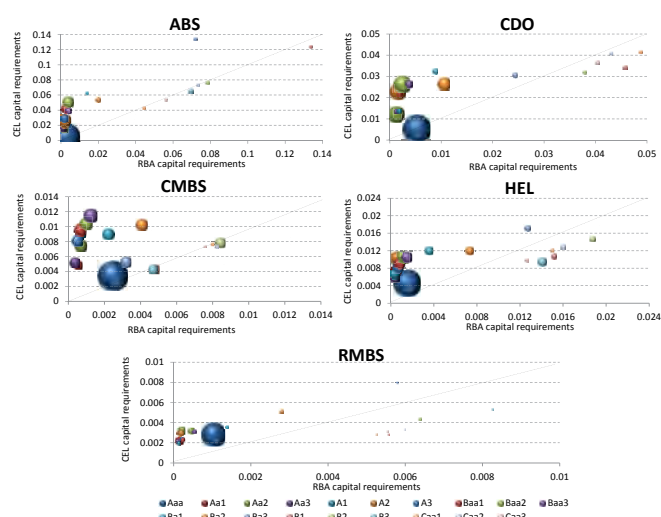 ABS
CEL capital requirements
0.14
0.12
0.1
0.08
0.06
0.04
0.02
0
0 0.02 0.04 0.06 0.08 0.1 0.12 0.14
RBA capital requirements
CDO
CEL capital requirements
0.05
0.04
0.03
0.02
0.01
0
0 0.01 0.02 0.03 0.04 0.05
RBA capital requirements
CMBS
CEL capital requirements
0.014
0.012
0.01
0.008
0.006
0.004
0.002
0
0 0.002 0.004 0.006 0.008 0.01 0.012 0.014
RBA capital requirements
HEL
CEL capital requirements
0.024
0.02
0.016
0.012
0.008
0.004
0
0 0.004 0.008 0.012 0.016 0.02 0.024
RBA capital requirements
RMBS
CEL capital requirements
0.01
0.008
0.006
0.004
0.002
0
0 0.002 0.004 0.006 0.008 0.01
RBA capital requirements
Aaa Aa1 Aa2 Aa3 A1 A2 A3 Baa1 Baa2 Baa3
Ba1 Ba2 Ba3 B1 B2 B3 Caa1 Caa2 Caa3